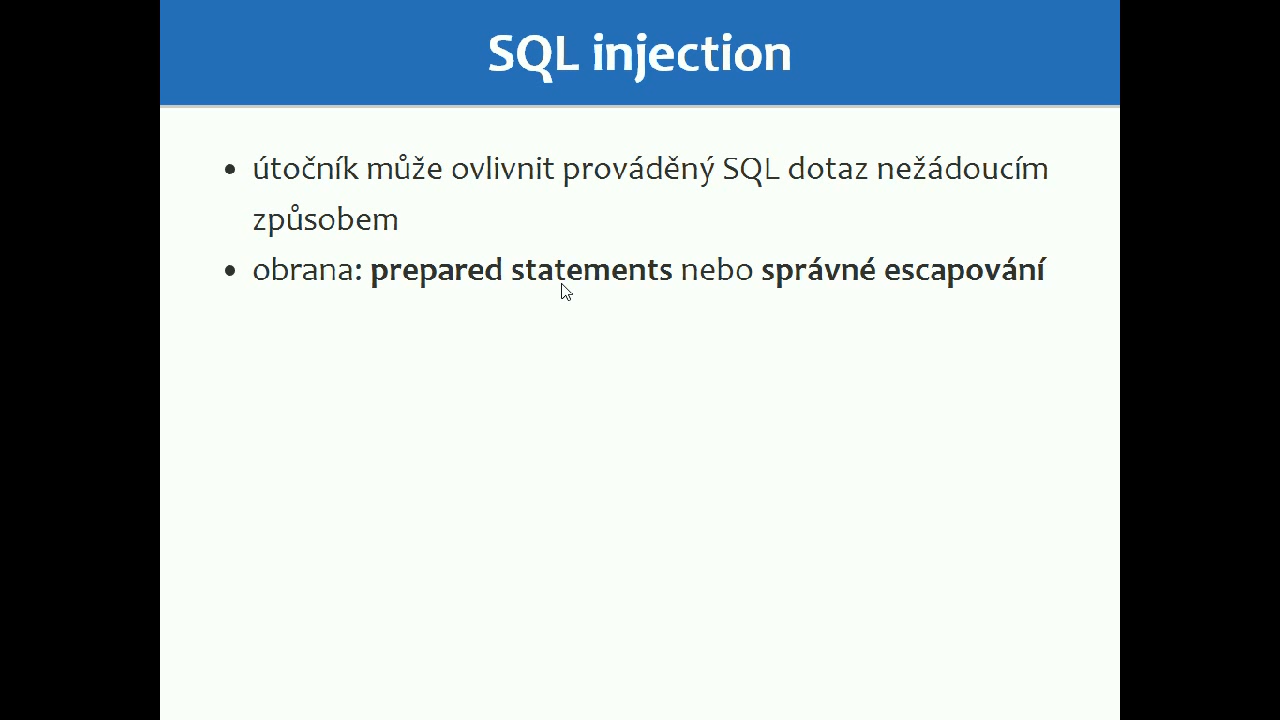 SQL injection
• útočník může ovlivnit prováděný SQL dotaz nežádoucím
způsobem
• obrana: prepared statements nebo správné escapování